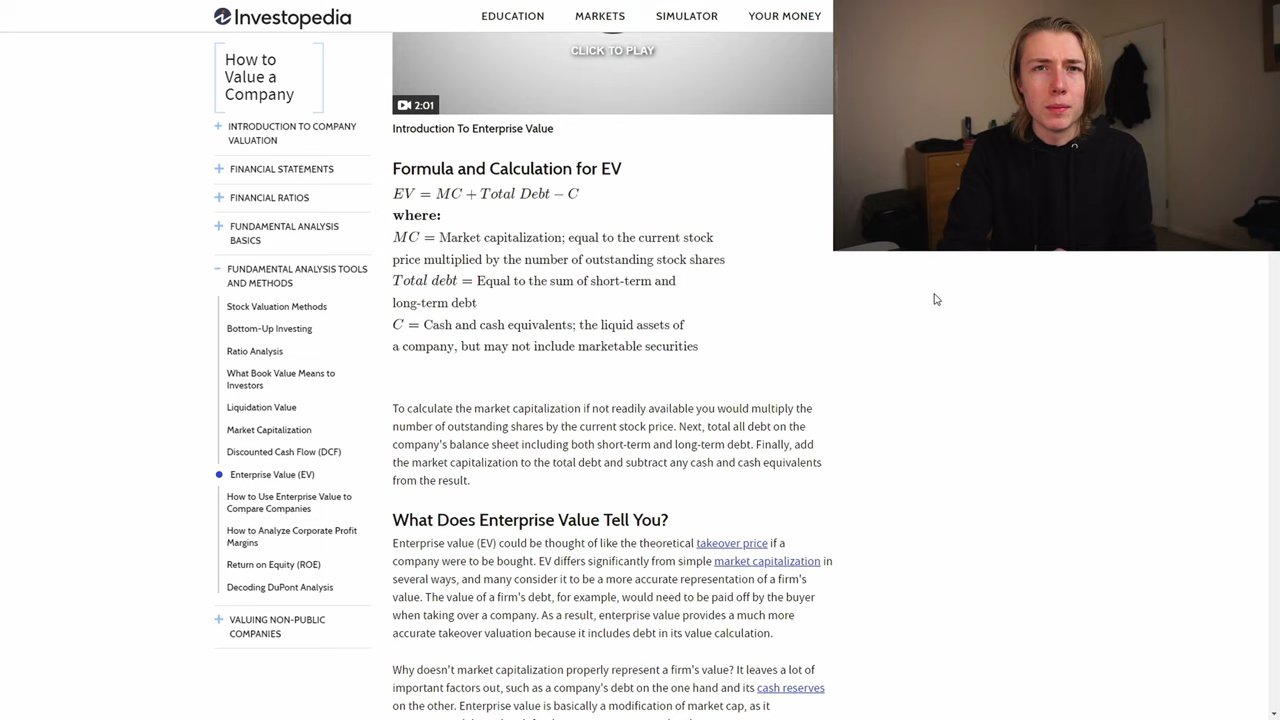 Investopedia
EDUCATION MARKETS SIMULATOR YOUR MONEY
How to
Value a
Company
+ INTRODUCTION TO COMPANY
VALUATION
+ FINANCIAL STATEMENTS
+ FINANCIAL RATIOS
+ FUNDAMENTAL ANALYSIS
BASICS
− FUNDAMENTAL ANALYSIS TOOLS
AND METHODS
Stock Valuation Methods
Bottom-Up Investing
Ratio Analysis
What Book Value Means to
Investors
Liquidation Value
Market Capitalization
Discounted Cash Flow (DCF)
Enterprise Value (EV)
How to Use Enterprise Value to
Compare Companies
How to Analyze Corporate Profit
Margins
Return on Equity (ROE)
Decoding DuPont Analysis
+ VALUING NON-PUBLIC
COMPANIES
CLICK TO PLAY
2:01
Introduction To Enterprise Value
Formula and Calculation for EV
EV = MC + Total Debt − C
where:
MC = Market capitalization; equal to the current stock
price multiplied by the number of outstanding stock shares
Total debt = Equal to the sum of short-term and
long-term debt
C = Cash and cash equivalents; the liquid assets of
a company, but may not include marketable securities
To calculate the market capitalization if not readily available you would multiply the
number of outstanding shares by the current stock price. Next, total all debt on the
company's balance sheet including both short-term and long-term debt. Finally, add
the market capitalization to the total debt and subtract any cash and cash equivalents
from the result.
What Does Enterprise Value Tell You?
Enterprise value (EV) could be thought of like the theoretical takeover price if a
company were to be bought. EV differs significantly from simple market capitalization in
several ways, and many consider it to be a more accurate representation of a firm's
value. The value of a firm's debt, for example, would need to be paid off by the buyer
when taking over a company. As a result, enterprise value provides a much more
accurate takeover valuation because it includes debt in its value calculation.
Why doesn't market capitalization properly represent a firm's value? It leaves a lot of
important factors out, such as a company's debt on the one hand and its cash reserves
on the other. Enterprise value is basically a modification of market cap, as it